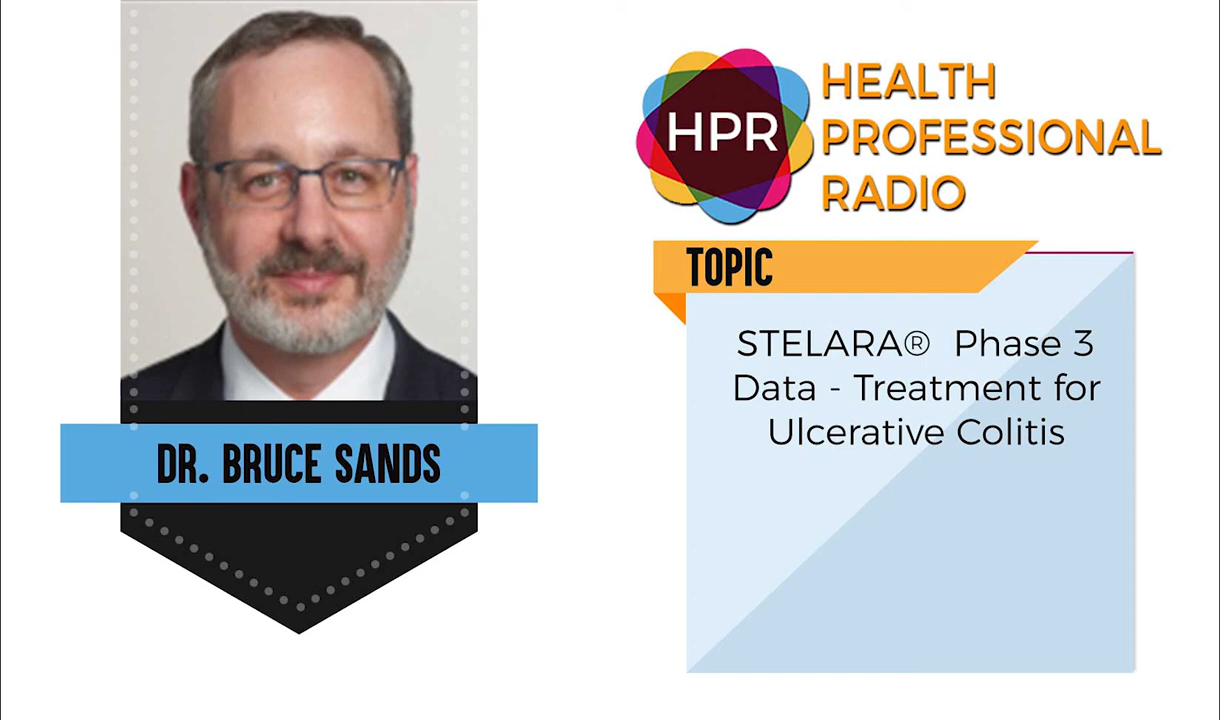 DR. BRUCE SANDS
HPR
HEALTH
PROFESSIONAL
RADIO
TOPIC
STELARA® Phase 3
Data - Treatment for
Ulcerative Colitis